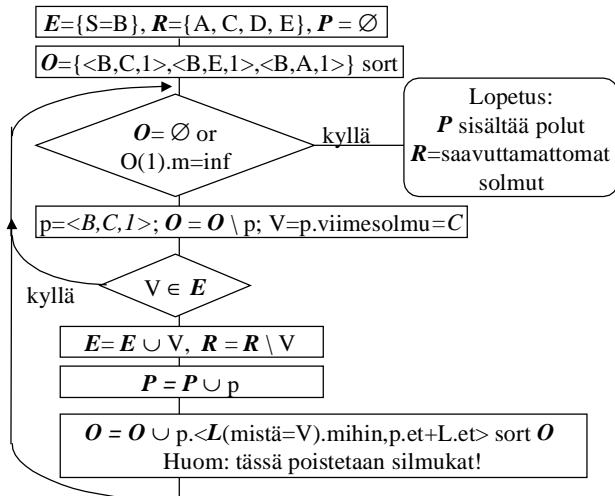 E={S=B}, R={A, C, D, E}, P = ∅
O={<B,C,1>,<B,E,1>,<B,A,1>} sort
O= ∅ or
O(1).m=inf
kyllä
Lopetus:
P sisältää polut
R=saavuttamattomat
solmut
p=<B,C,1>; O = O \ p; V=p.viimesolmu=C
V ∈ E
kyllä
E= E ∪ V, R = R \ V
P = P ∪ p
O = O ∪ p.<L(mistä=V).mihin,p.et+L.et> sort O
Huom: tässä poistetaan silmukat!